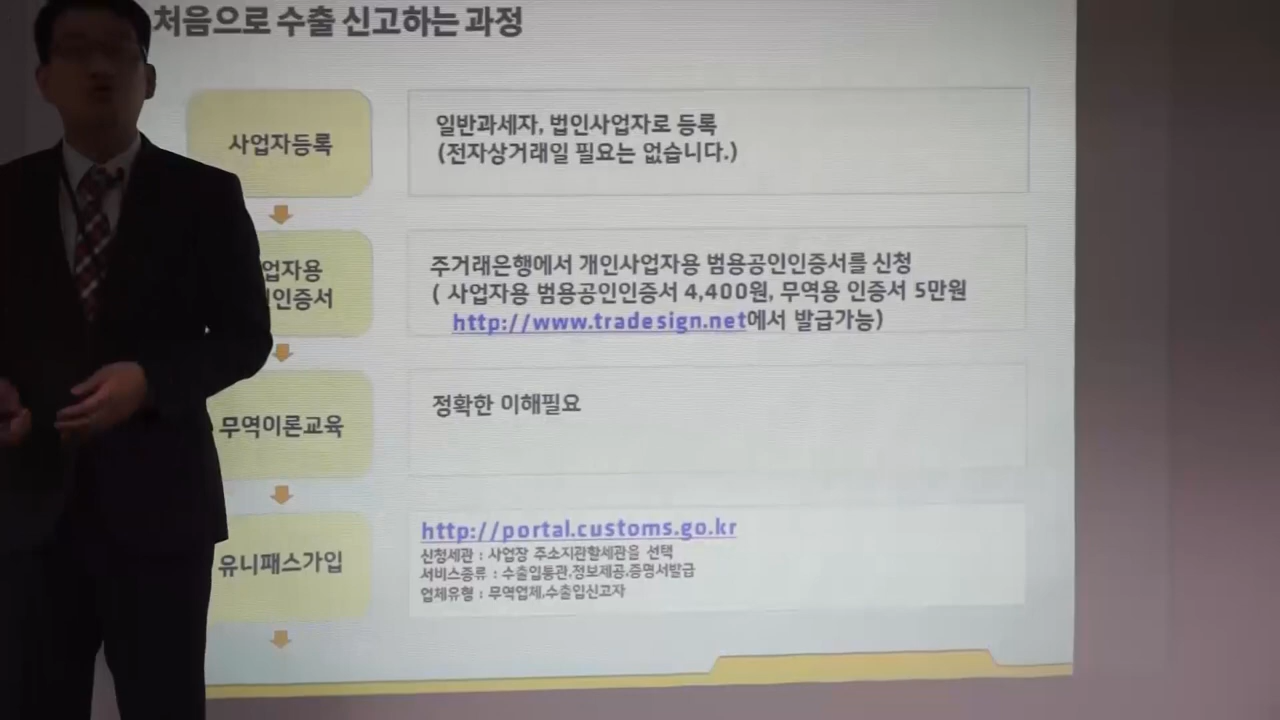 처음으로 수출 신고하는 과정
사업자등록
일반과세자, 법인사업자로 등록
(전자상거래일 필요는 없습니다.)
업자용
인증서
주거래은행에서 개인사업자용 범용공인인증서를 신청
( 사업자용 범용공인인증서 4,400원, 무역용 인증서 5만원
http://www.tradesign.net에서 발급가능)
무역이론교육
정확한 이해필요
유니패스가입
http://portal.customs.go.kr
신청세관 : 사업장 주소지관할세관을 선택
서비스종류 : 수출입통관,정보제공,증명서발급
업체유형 : 무역업체,수출입신고자